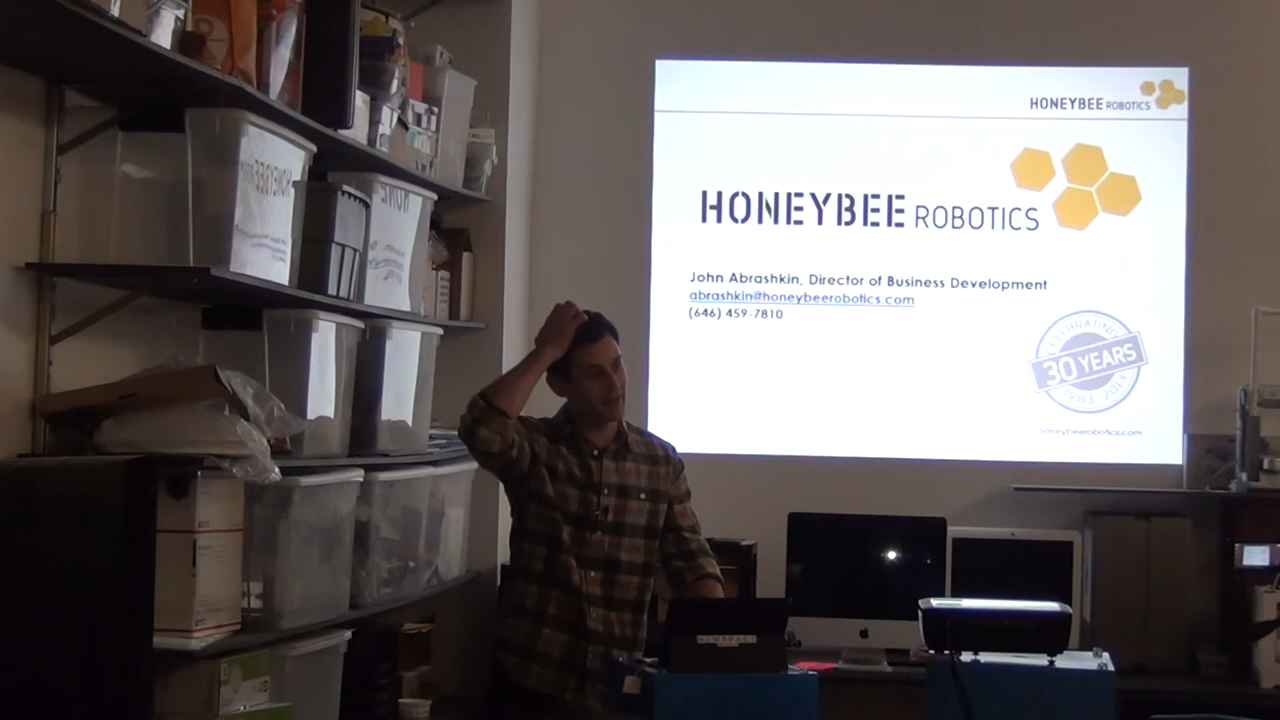 HONEYBEE ROBOTICS
HONEYBEE ROBOTICS
John Abrashkin, Director of Business Development
abrashkin@honeybeerobotics.com
(646) 459-7810
CELEBRATING
30 YEARS
1983-2013
honeybeerobotics.com